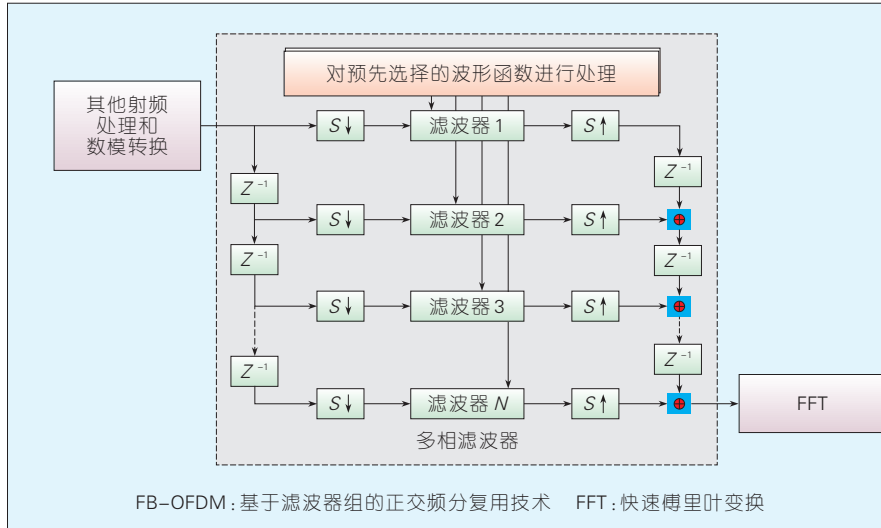 对预先选择的波形函数进行处理
其他射频
处理和
数模转换
S↓
滤波器1
S↑
Z⁻¹
Z⁻¹
S↓
滤波器2
S↑
Z⁻¹
Z⁻¹
S↓
滤波器3
S↑
Z⁻¹
Z⁻¹
S↓
滤波器N
S↑
FFT
多相滤波器
FB-OFDM:基于滤波器组的正交频分复用技术 FFT:快速傅里叶变换